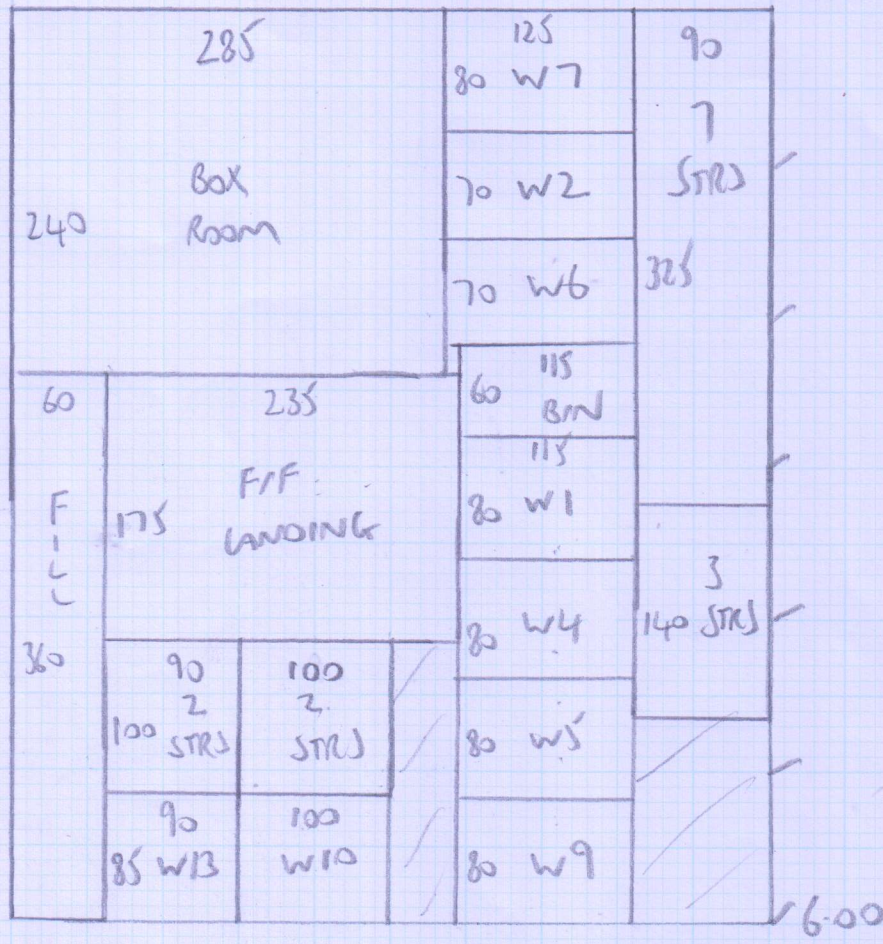 285
BOX
ROOM
240
125
80 W7
70 W2
70 W6
90
7
STRS
325
115
60
B/N
115
80 W1
80 W4
80 W5
80 W9
3
140 STRS
60
FILL
360
235
F/F
LANDING
175
90
2
100 STRS
100
2
STRS
90
85 W13
100
W10
6.00